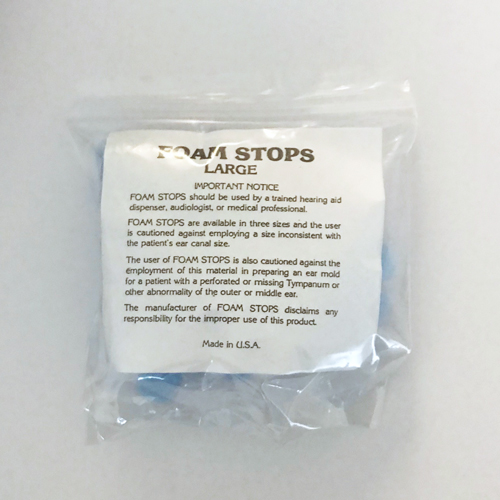 FOAM STOPS
LARGE
IMPORTANT NOTICE
FOAM STOPS should be used by a trained hearing aid
dispenser, audiologist, or medical professional.
FOAM STOPS are available in three sizes and the user
is cautioned against employing a size inconsistent with
the patient's ear canal size.
The user of FOAM STOPS is also cautioned against the
employment of this material in preparing an ear mold
for a patient with a perforated or missing Tympanum or
other abnormality of the outer or middle ear.
The manufacturer of FOAM STOPS disclaims any
responsibility for the improper use of this product.
Made in U.S.A.